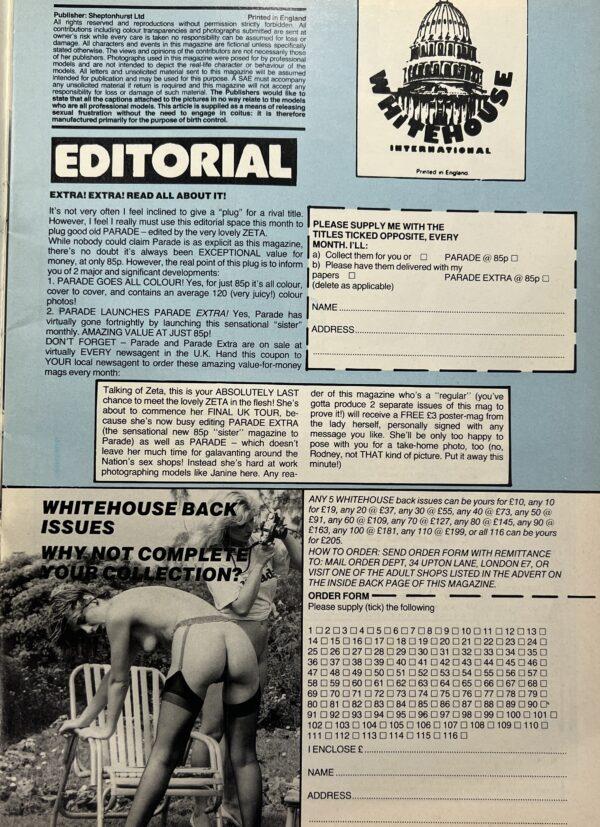 Publisher: Sheptonhurst Ltd Printed in England
All rights reserved and reproductions without permission strictly forbidden. All
contributions including colour transparencies and photographs submitted are sent at
owner's risk while every care is taken no responsibility can be assumed for loss or
damage. All characters and events in this magazine are fictional unless specifically
stated otherwise. The views and opinions of the contributors are not necessarily those
of her publishers. Photographs used in this magazine were posed for by professional
models and are not intended to depict the real-life character or behaviour of the
models. All letters and unsolicited material sent to this magazine will be assumed
intended for publication and may be used for this purpose. A SAE must accompany
any unsolicited material if return is required and this magazine will not accept any
responsibility for loss or damage of such material. The Publishers would like to
state that all the captions attached to the pictures in no way relate to the models
who are all professional models. This article is supplied as a means of releasing
sexual frustration without the need to engage in coitus: it is therefore
manufactured primarily for the purpose of birth control.
WHITEHOUSE
INTERNATIONAL
Printed in England
EDITORIAL
EXTRA! EXTRA! READ ALL ABOUT IT!
It's not very often I feel inclined to give a "plug" for a rival title.
However, I feel I really must use this editorial space this month to
plug good old PARADE – edited by the very lovely ZETA.
While nobody could claim Parade is as explicit as this magazine,
there's no doubt it's always been EXCEPTIONAL value for
money, at only 85p. However, the real point of this plug is to inform
you of 2 major and significant developments:
1. PARADE GOES ALL COLOUR! Yes, for just 85p it's all colour,
cover to cover, and contains an average 120 (very juicy!) colour
photos!
2. PARADE LAUNCHES PARADE EXTRA! Yes, Parade has
virtually gone fortnightly by launching this sensational "sister"
monthly. AMAZING VALUE AT JUST 85p!
DON'T FORGET – Parade and Parade Extra are on sale at
virtually EVERY newsagent in the U.K. Hand this coupon to
YOUR local newsagent to order these amazing value-for-money
mags every month:
PLEASE SUPPLY ME WITH THE
TITLES TICKED OPPOSITE, EVERY
MONTH. I'LL:
a) Collect them for you or □ PARADE @ 85p □
b) Please have them delivered with my
papers □ PARADE EXTRA @ 85p □
(delete as applicable)
NAME
ADDRESS
Talking of Zeta, this is your ABSOLUTELY LAST
chance to meet the lovely ZETA in the flesh! She's
about to commence her FINAL UK TOUR, be-
cause she's now busy editing PARADE EXTRA
(the sensational new 85p "sister" magazine to
Parade) as well as PARADE – which doesn't
leave her much time for galavanting around the
Nation's sex shops! Instead she's hard at work
photographing models like Janine here. Any rea-
der of this magazine who's a "regular" (you've
gotta produce 2 separate issues of this mag to
prove it!) will receive a FREE £3 poster-mag from
the lady herself, personally signed with any
message you like. She'll be only too happy to
pose with you for a take-home photo, too (no,
Rodney, not THAT kind of picture. Put it away this
minute!)
WHITEHOUSE BACK
ISSUES
WHY NOT COMPLETE
YOUR COLLECTION?
ANY 5 WHITEHOUSE back issues can be yours for £10, any 10
for £19, any 20 @ £37, any 30 @ £55, any 40 @ £73, any 50 @
£91, any 60 @ £109, any 70 @ £127, any 80 @ £145, any 90 @
£163, any 100 @ £181, any 110 @ £199, or all 116 can be yours
for £205.
HOW TO ORDER: SEND ORDER FORM WITH REMITTANCE
TO: MAIL ORDER DEPT, 34 UPTON LANE, LONDON E7, OR
VISIT ONE OF THE ADULT SHOPS LISTED IN THE ADVERT ON
THE INSIDE BACK PAGE OF THIS MAGAZINE.
ORDER FORM
Please supply (tick) the following
1 □ 2 □ 3 □ 4 □ 5 □ 6 □ 7 □ 8 □ 9 □ 10 □ 11 □ 12 □ 13 □
14 □ 15 □ 16 □ 17 □ 18 □ 19 □ 20 □ 21 □ 22 □ 23 □ 24 □
25 □ 26 □ 27 □ 28 □ 29 □ 30 □ 31 □ 32 □ 33 □ 34 □ 35 □
36 □ 37 □ 38 □ 39 □ 40 □ 41 □ 42 □ 43 □ 44 □ 45 □ 46 □
47 □ 48 □ 49 □ 50 □ 51 □ 52 □ 53 □ 54 □ 55 □ 56 □ 57 □
58 □ 59 □ 60 □ 61 □ 62 □ 63 □ 64 □ 65 □ 66 □ 67 □ 68 □
69 □ 70 □ 71 □ 72 □ 73 □ 74 □ 75 □ 76 □ 77 □ 78 □ 79 □
80 □ 81 □ 82 □ 83 □ 84 □ 85 □ 86 □ 87 □ 88 □ 89 □ 90 □
91 □ 92 □ 93 □ 94 □ 95 □ 96 □ 97 □ 98 □ 99 □ 100 □ 101 □
102 □ 103 □ 104 □ 105 □ 106 □ 107 □ 108 □ 109 □ 110 □
111 □ 112 □ 113 □ 114 □ 115 □ 116 □
I ENCLOSE £
NAME
ADDRESS